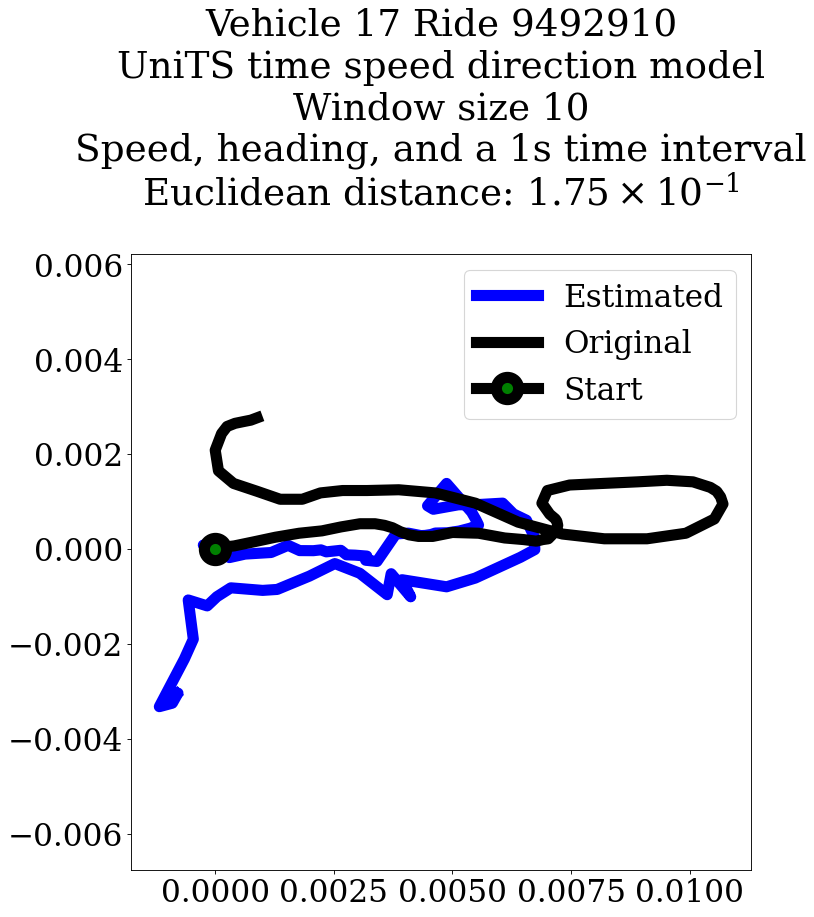 Vehicle 17 Ride 9492910
UniTS time speed direction model
Window size 10
Speed, heading, and a 1s time interval
Euclidean distance: 1.75 × 10⁻¹
Estimated
Original
Start
0.006
0.004
0.002
0.000
−0.002
−0.004
−0.006
0.0000 0.0025 0.0050 0.0075 0.0100